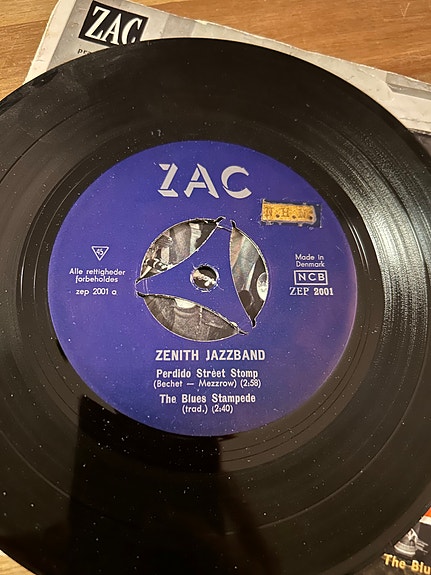 ZAC
ZAC
45
Alle rettigheder
forbeholdes
zep 2001 a
Made in
Denmark
NCB
ZEP 2001
ZENITH JAZZBAND
Perdido Street Stomp
(Bechet — Mezzrow) (2:58)
The Blues Stampede
(trad.) (2:40)
The Blu